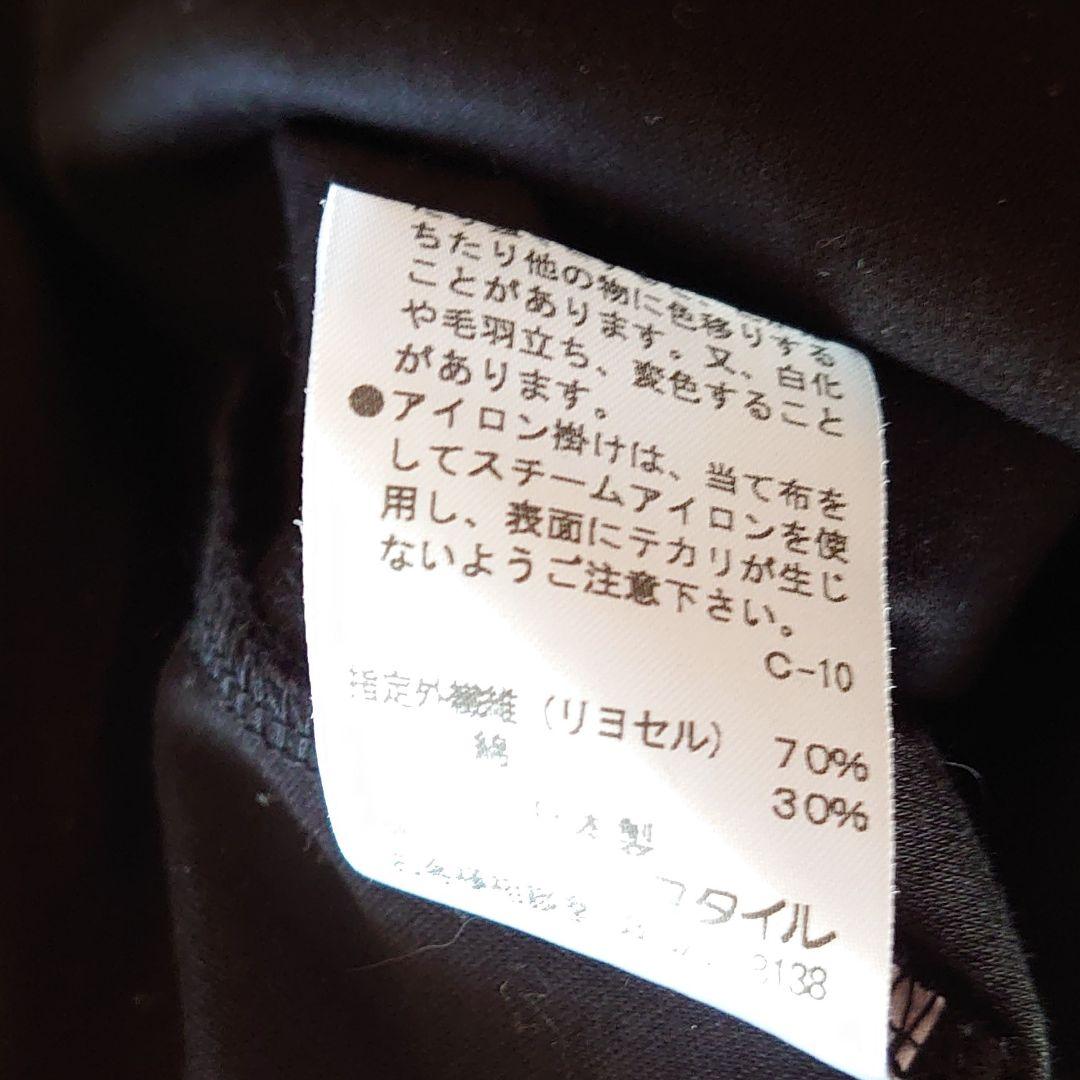 ちたり他の物に色移りする
ことがあります。又、白化
や毛羽立ち、変色すること
があります。
●アイロン掛けは、当て布を
してスチームアイロンを使
用し、表面にテカリが生じ
ないようご注意下さい。
C-10
指定外繊維（リヨセル） 70%
綿 30%
製
スタイル
3138